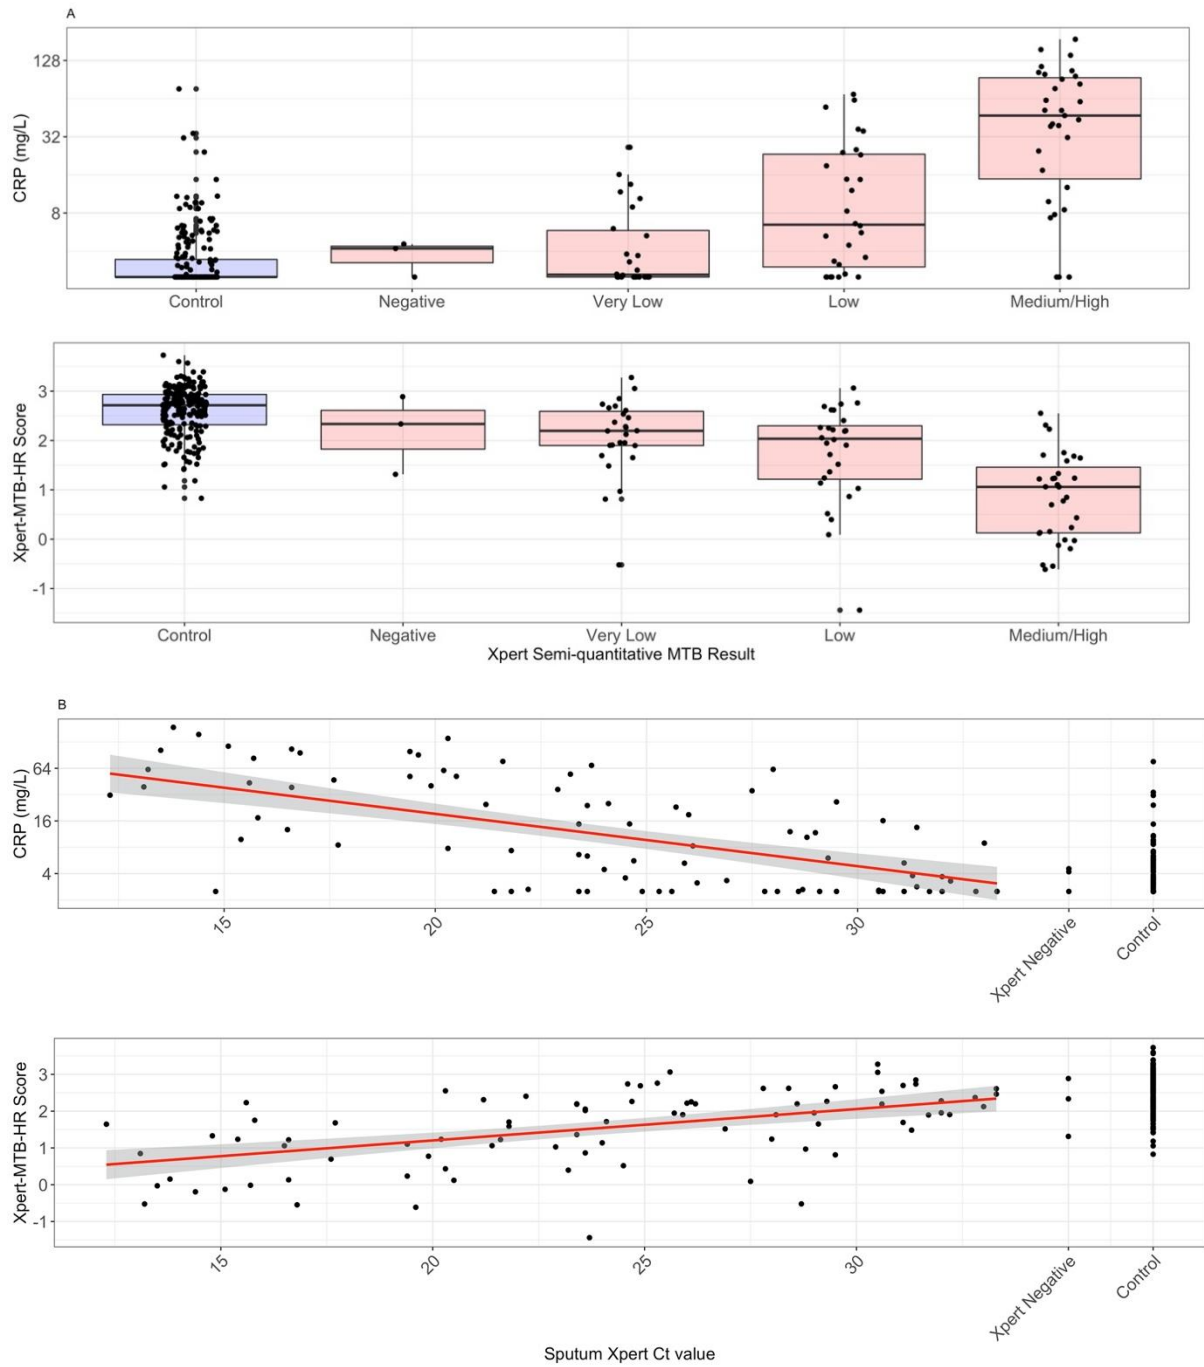 A
CRP (mg/L)
128
32
8
Control Negative Very Low Low Medium/High
Xpert-MTB-HR Score
3
2
1
0
-1
Control Negative Very Low Low Medium/High
Xpert Semi-quantitative MTB Result
B
CRP (mg/L)
64
16
4
15 20 25 30 Xpert Negative Control
Xpert-MTB-HR Score
3
2
1
0
-1
15 20 25 30 Xpert Negative Control
Sputum Xpert Ct value